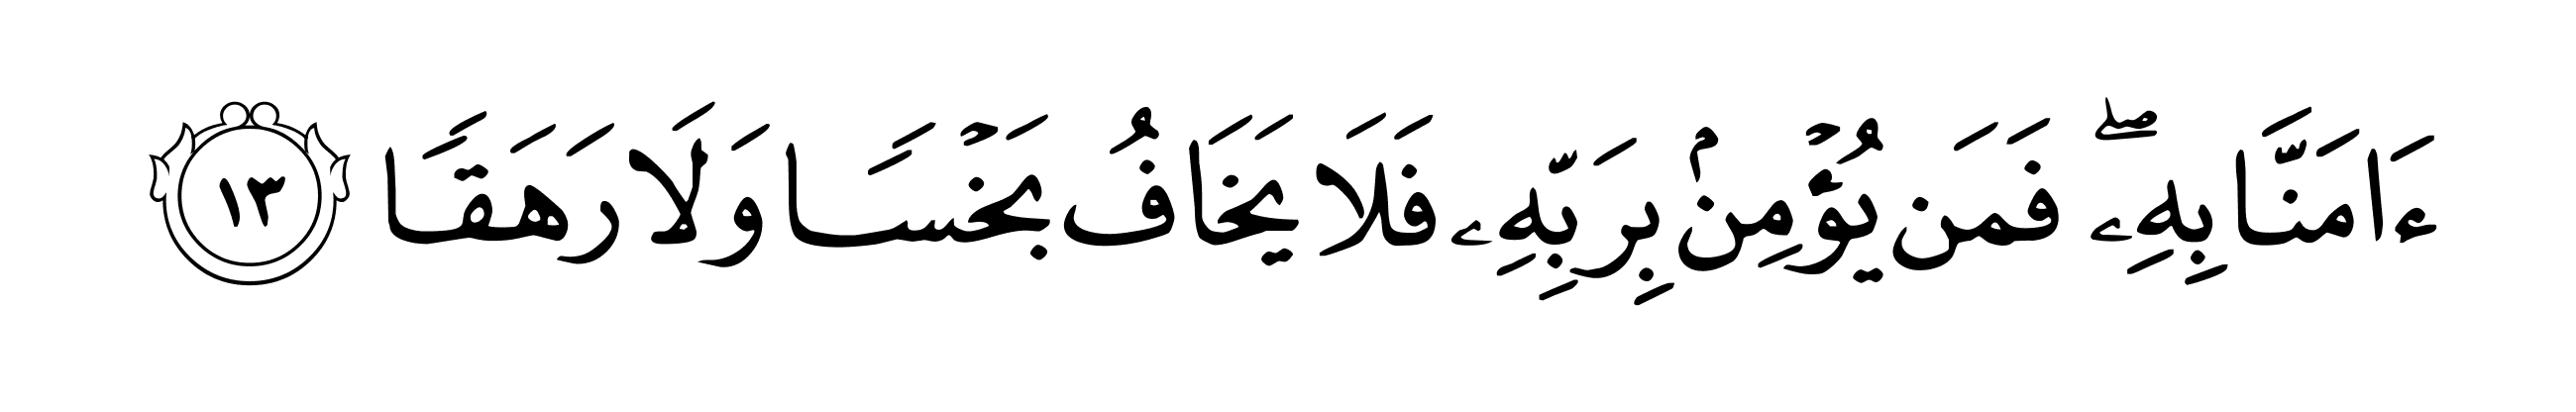 ءَامَنَّا بِهِۦۖ فَمَن يُؤۡمِنۢ بِرَبِّهِۦ فَلَا يَخَافُ بَخۡسٗا وَلَا رَهَقٗا ١٣